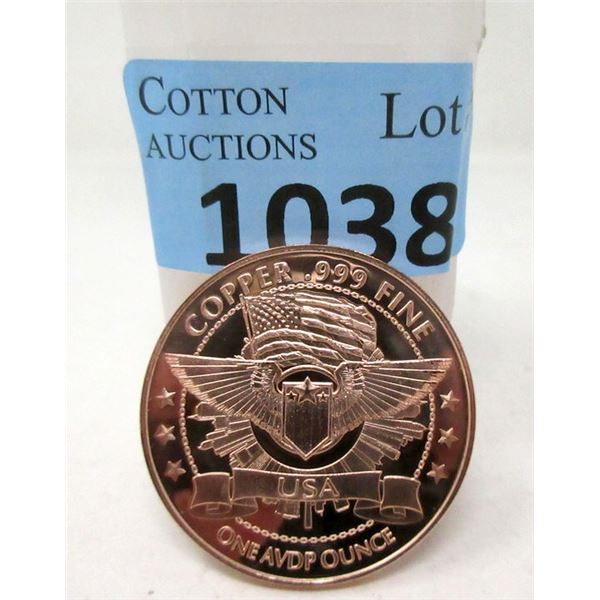 COTTON
AUCTIONS
Lot
1038
COPPER .999 FINE
USA
ONE AVDP OUNCE